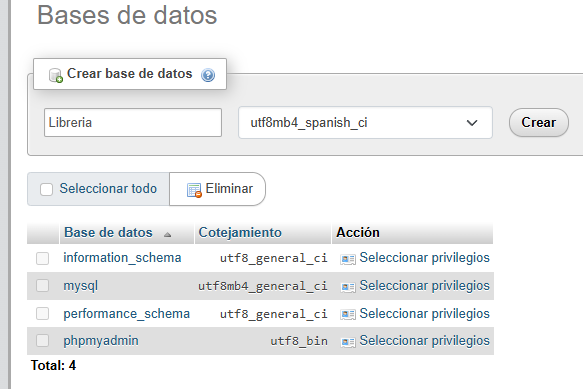 Bases de datos
Crear base de datos
Libreria utf8mb4_spanish_ci Crear
Seleccionar todo Eliminar
Base de datos Cotejamiento Acción
information_schema utf8_general_ci Seleccionar privilegios
mysql utf8mb4_general_ci Seleccionar privilegios
performance_schema utf8_general_ci Seleccionar privilegios
phpmyadmin utf8_bin Seleccionar privilegios
Total: 4